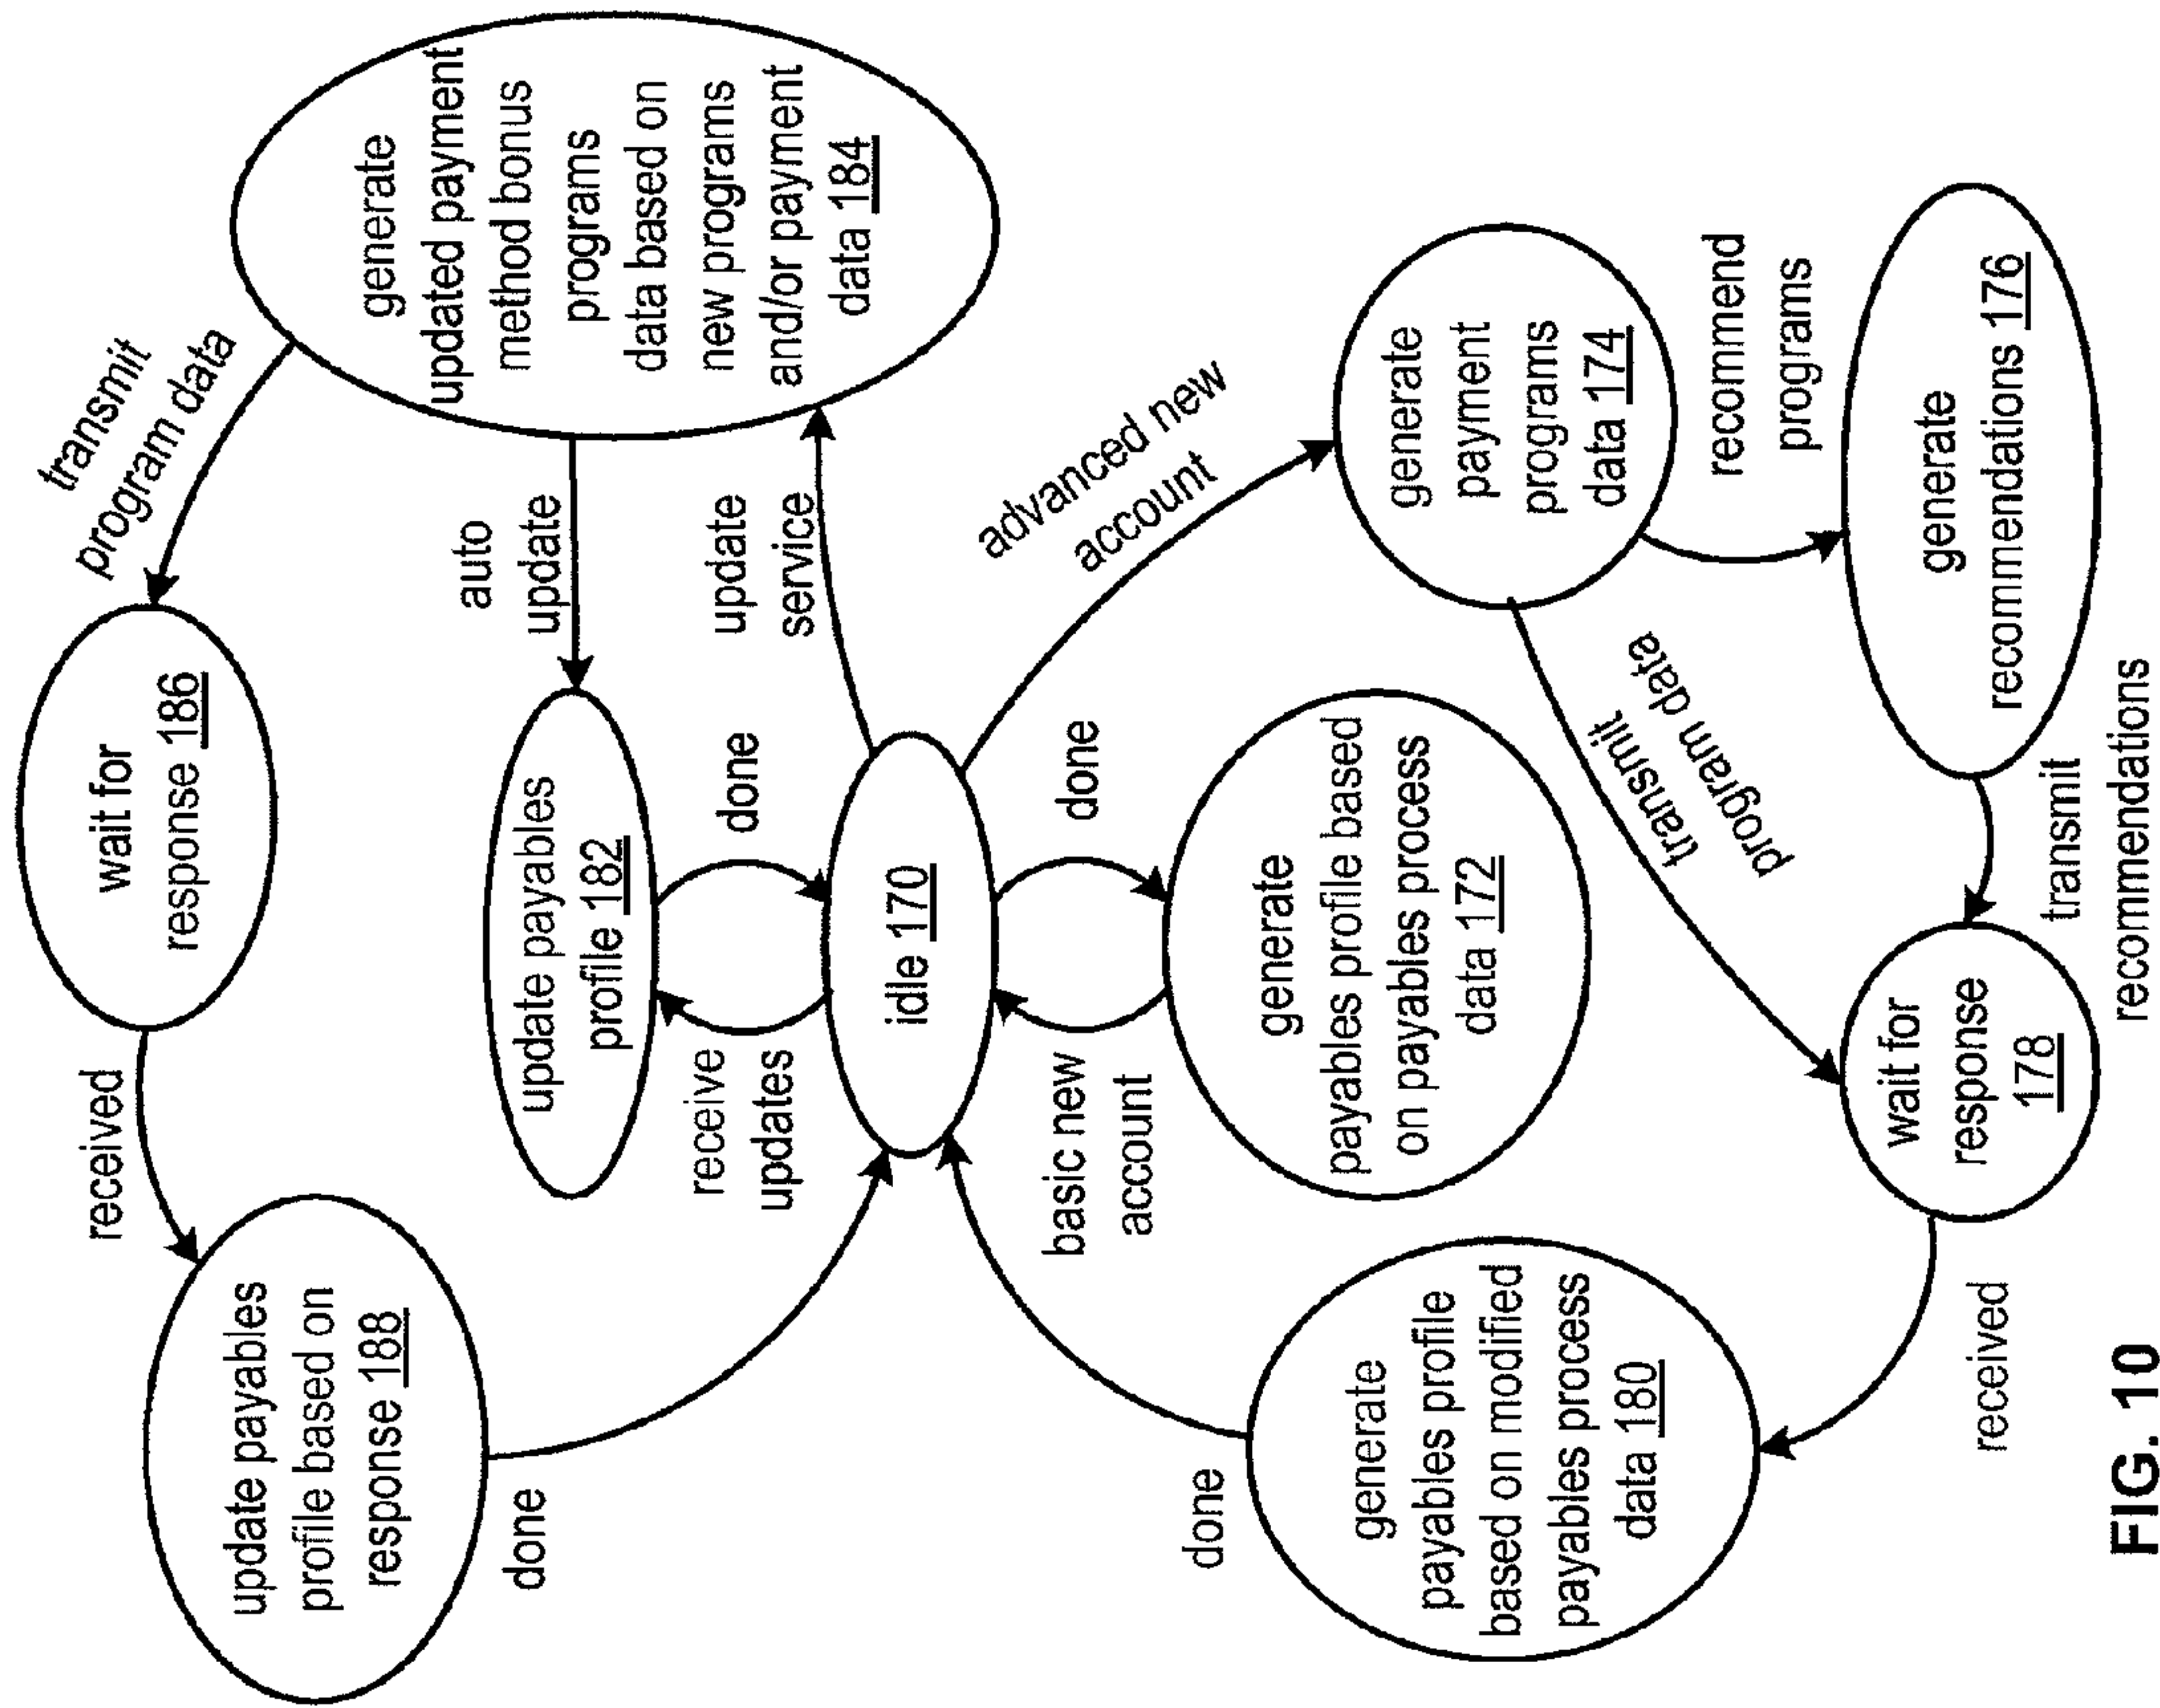 update payables
profile based on
response 188
received
wait for
response 186
transmit
program data
generate
updated payment
method bonus
programs
data based on
new programs
and/or payment
data 184
done
update payables
profile 182
auto
update
receive
updates
done
update
service
idle 170
basic new
account
done
advanced new
account
generate
payables profile based
on payables process
data 172
generate
payment
programs
data 174
done
generate
payables profile
based on modified
payables process
data 180
transmit
program data
recommend
programs
received
wait for
response
178
transmit
recommendations
generate
recommendations 176
FIG. 10